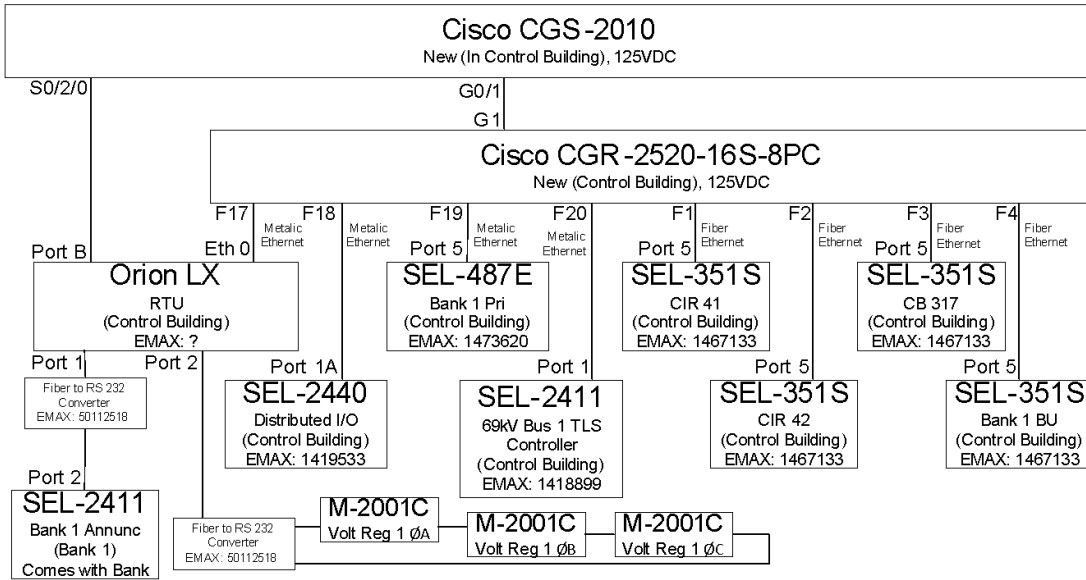 Cisco CGS-2010
New (In Control Building), 125VDC
S0/2/0
G0/1
G1
Cisco CGR-2520-16S-8PC
New (Control Building), 125VDC
F17
Metalic
Ethernet
F18
Metalic
Ethernet
F19
Metalic
Ethernet
F20
Metalic
Ethernet
F1
Fiber
Ethernet
F2
Fiber
Ethernet
F3
Fiber
Ethernet
F4
Fiber
Ethernet
Port B
Eth 0
Orion LX
RTU
(Control Building)
EMAX: ?
Port 5
SEL-487E
Bank 1 Pri
(Control Building)
EMAX: 1473620
Port 5
SEL-351S
CIR 41
(Control Building)
EMAX: 1467133
Port 5
SEL-351S
CB 317
(Control Building)
EMAX: 1467133
Port 1
Port 2
Fiber to RS 232
Converter
EMAX: 50112518
Port 1A
SEL-2440
Distributed I/O
(Control Building)
EMAX: 1419533
Port 1
SEL-2411
69kV Bus 1 TLS
Controller
(Control Building)
EMAX: 1418899
Port 5
SEL-351S
CIR 42
(Control Building)
EMAX: 1467133
Port 5
SEL-351S
Bank 1 BU
(Control Building)
EMAX: 1467133
Port 2
SEL-2411
Bank 1 Annunc
(Bank 1)
Comes with Bank
Fiber to RS 232
Converter
EMAX: 50112518
M-2001C
Volt Reg 1 ØA
M-2001C
Volt Reg 1 ØB
M-2001C
Volt Reg 1 ØC